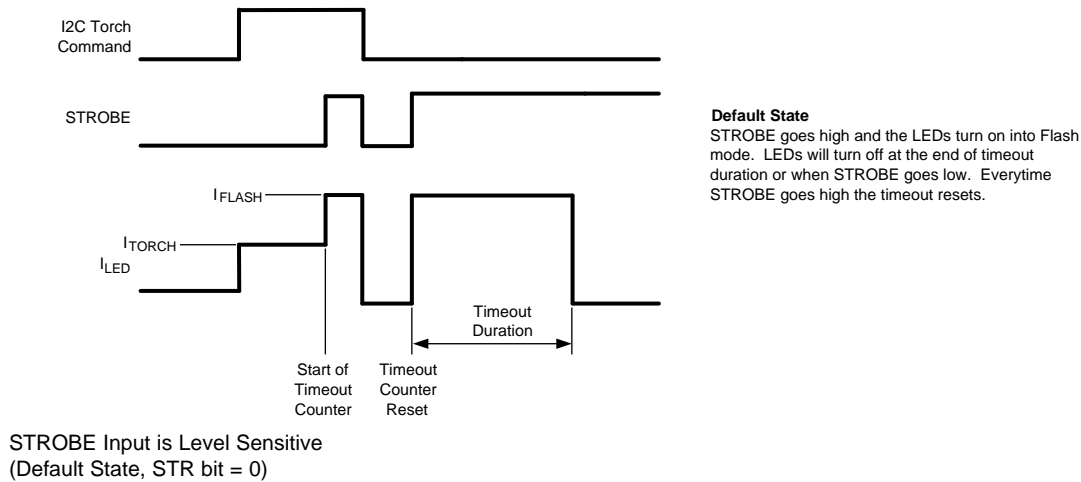 I2C Torch
Command
STROBE
Default State
STROBE goes high and the LEDs turn on into Flash
mode.  LEDs will turn off at the end of timeout
duration or when STROBE goes low.  Everytime
STROBE goes high the timeout resets.
IFLASH
ITORCH
ILED
Timeout
Duration
Start of
Timeout
Counter
Timeout
Counter
Reset
STROBE Input is Level Sensitive
(Default State, STR bit = 0)